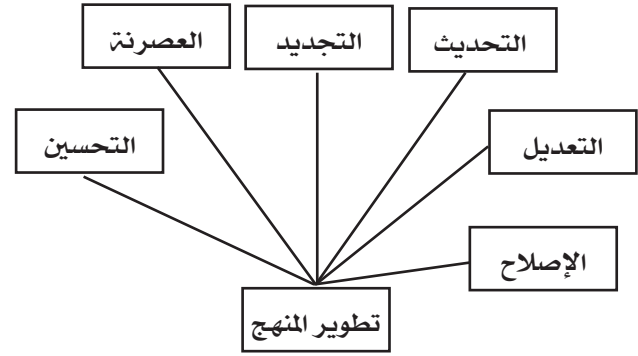 التحديث
التجديد
العصرنة
التعديل
التحسين
الإصلاح
تطوير المنهج